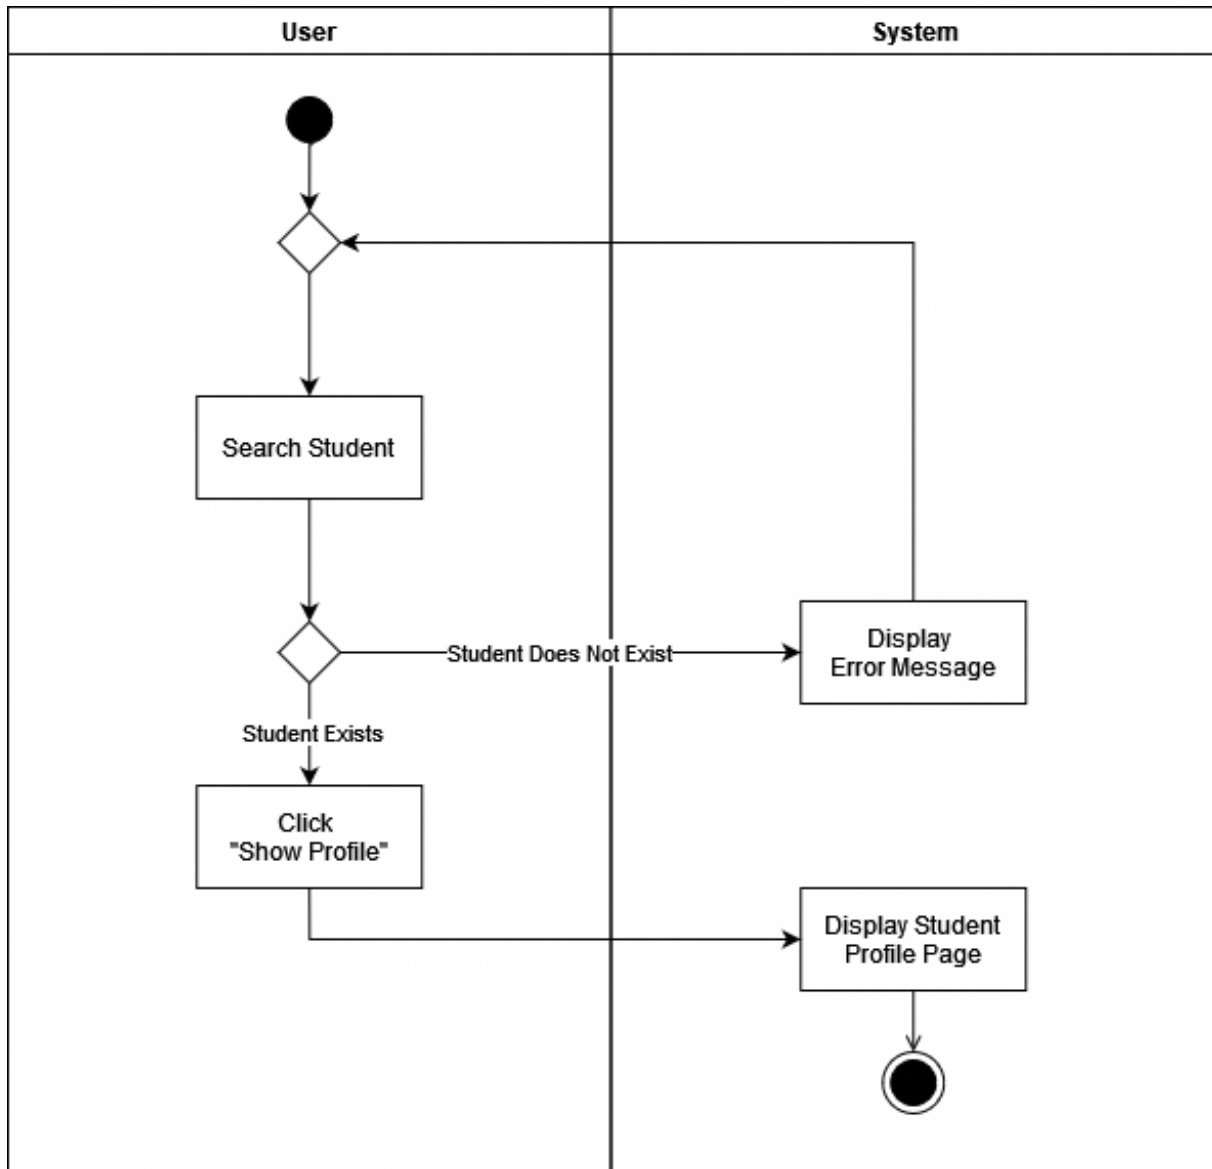 User
System
Search Student
Student Does Not Exist
Display
Error Message
Student Exists
Click
"Show Profile"
Display Student
Profile Page